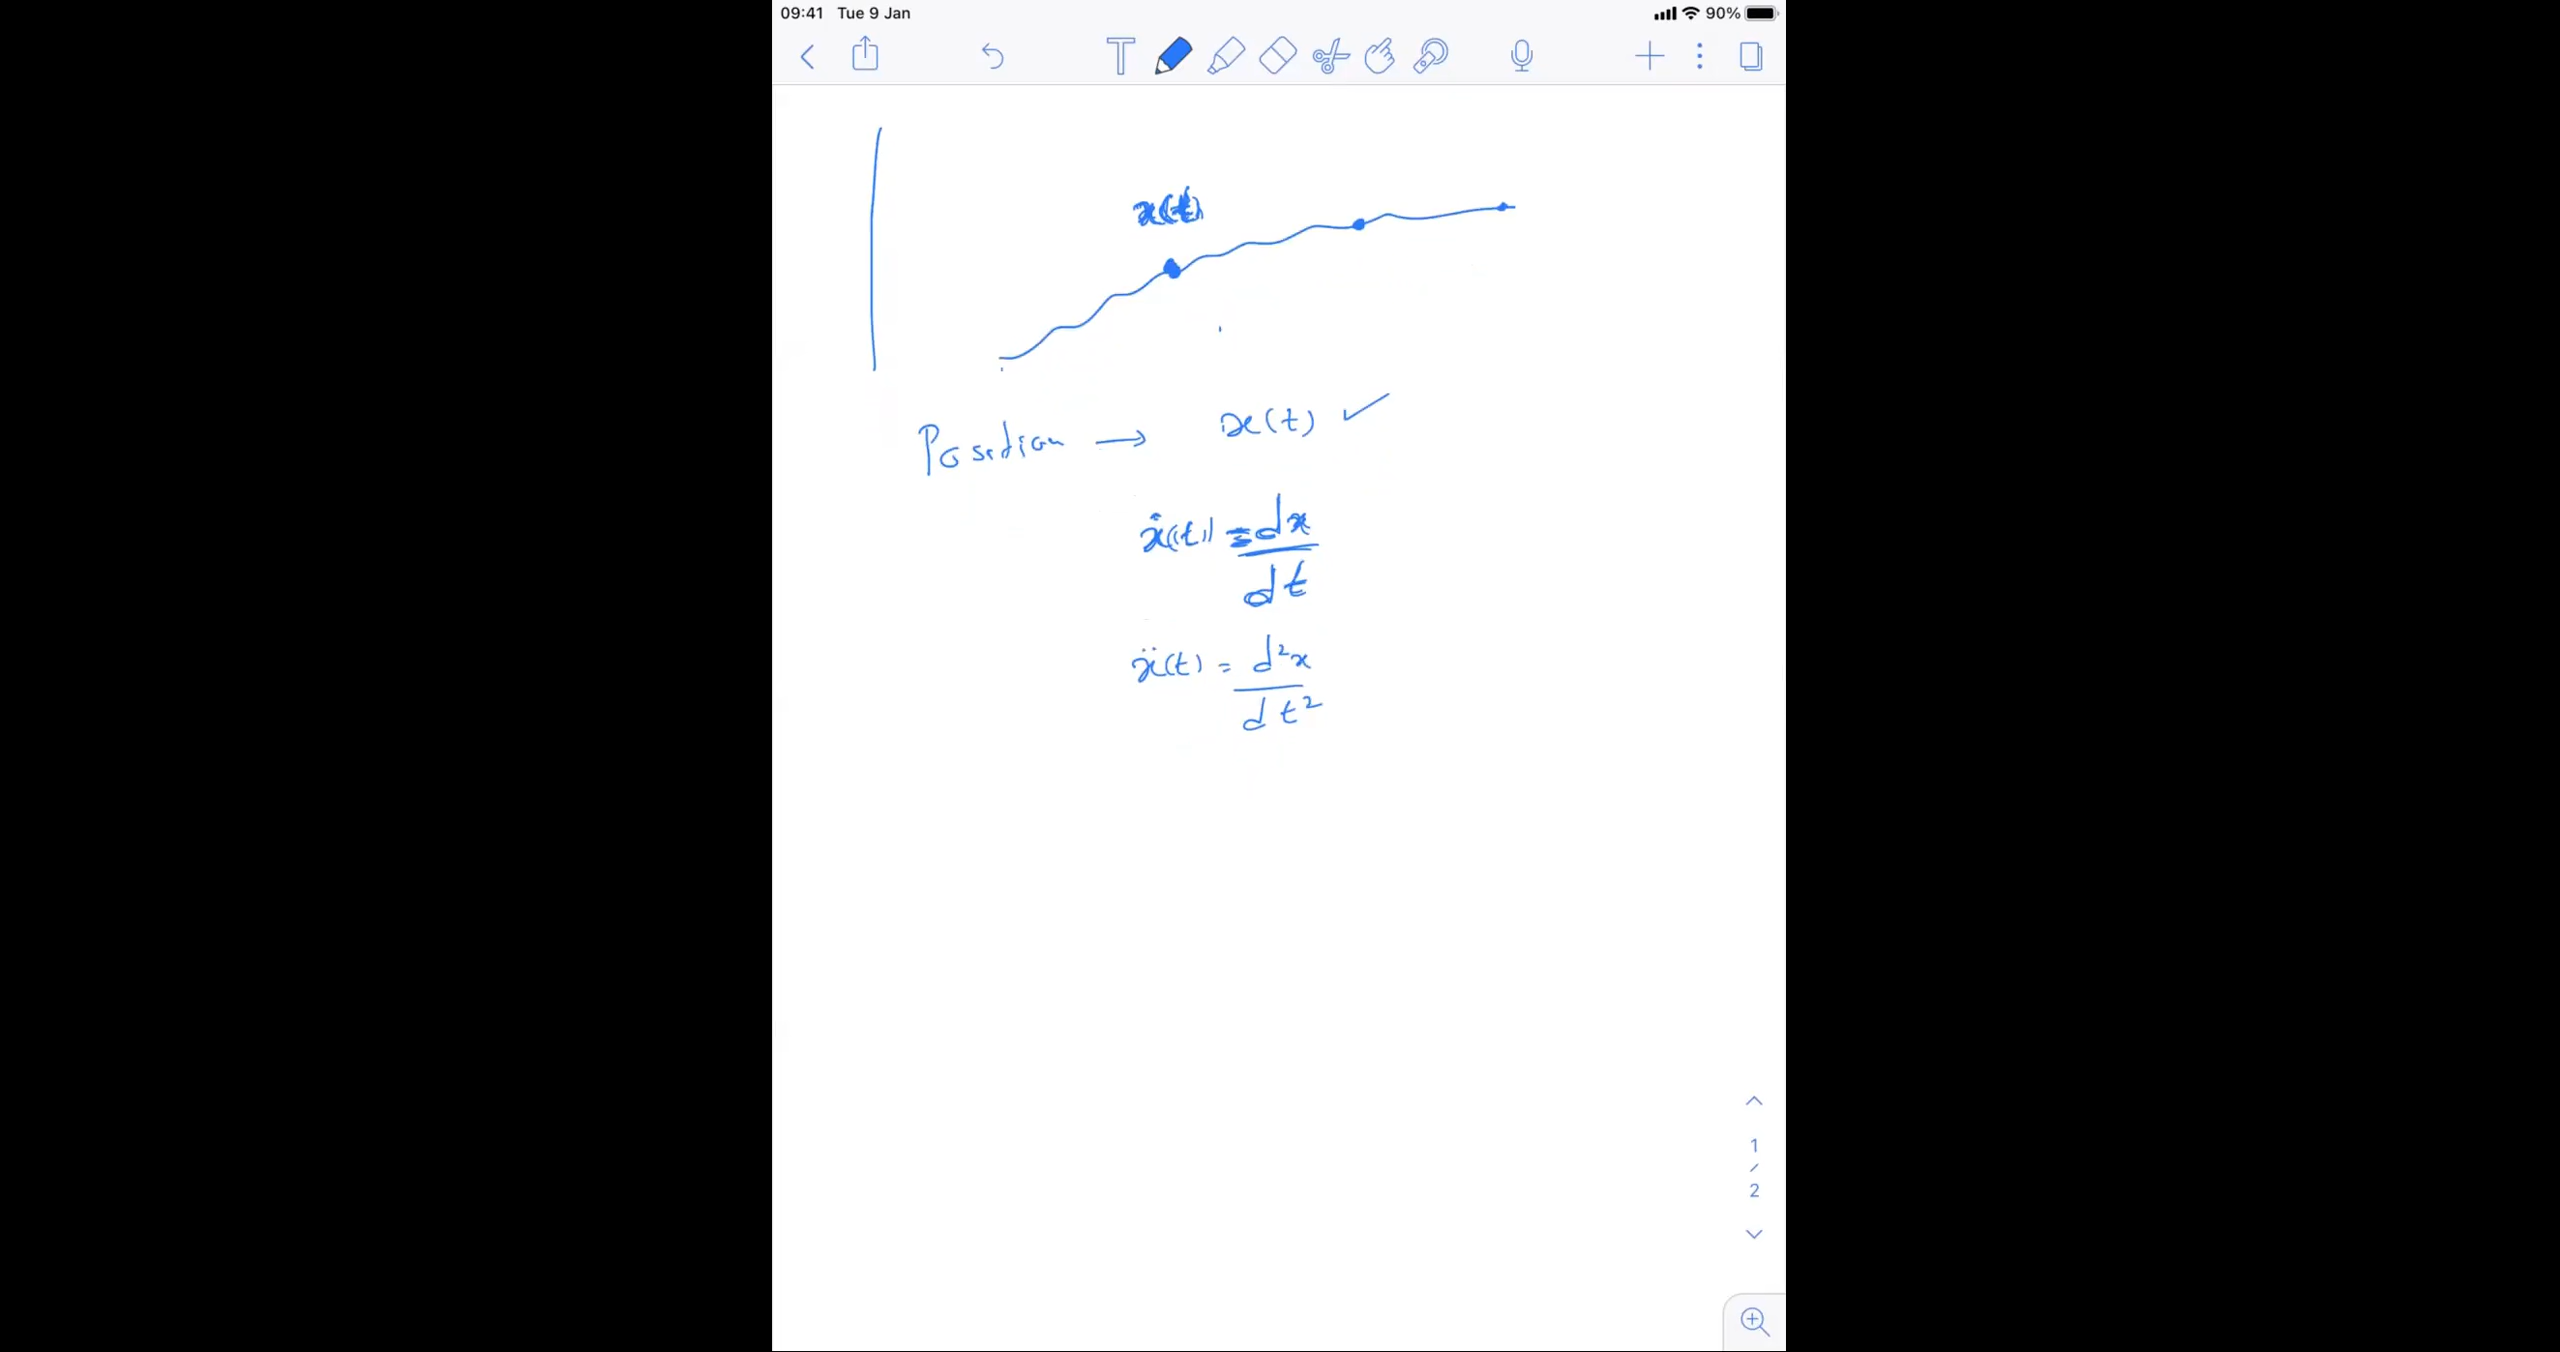 09:41 Tue 9 Jan 90%
x(t)
Position → x(t) ✓
ẋ(t) = dx
dt
ẍ(t) = d²x
dt²
1
/
2